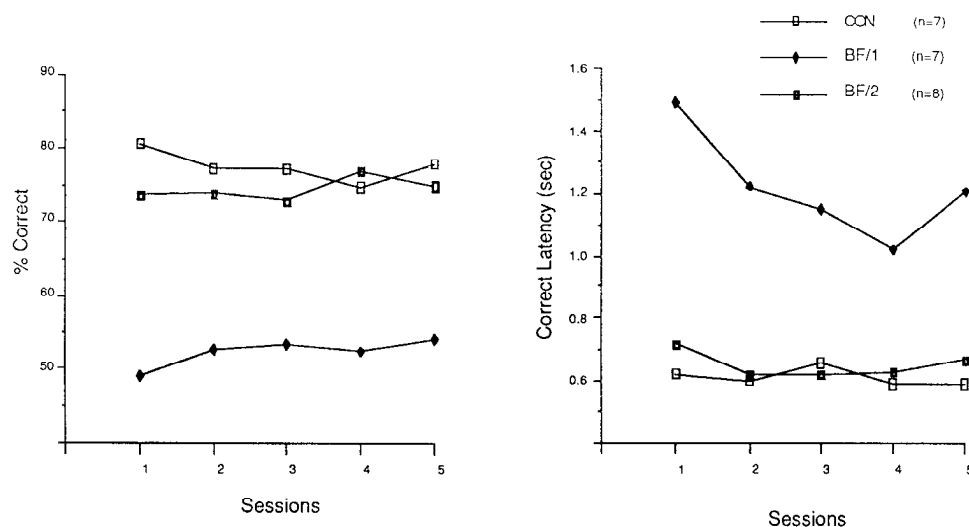 CON (n=7)
BF/1 (n=7)
BF/2 (n=8)
90
80
70
60
50
% Correct
1 2 3 4 5
Sessions
1.6
1.4
1.2
1.0
0.8
0.6
Correct Latency (sec)
1 2 3 4 5
Sessions